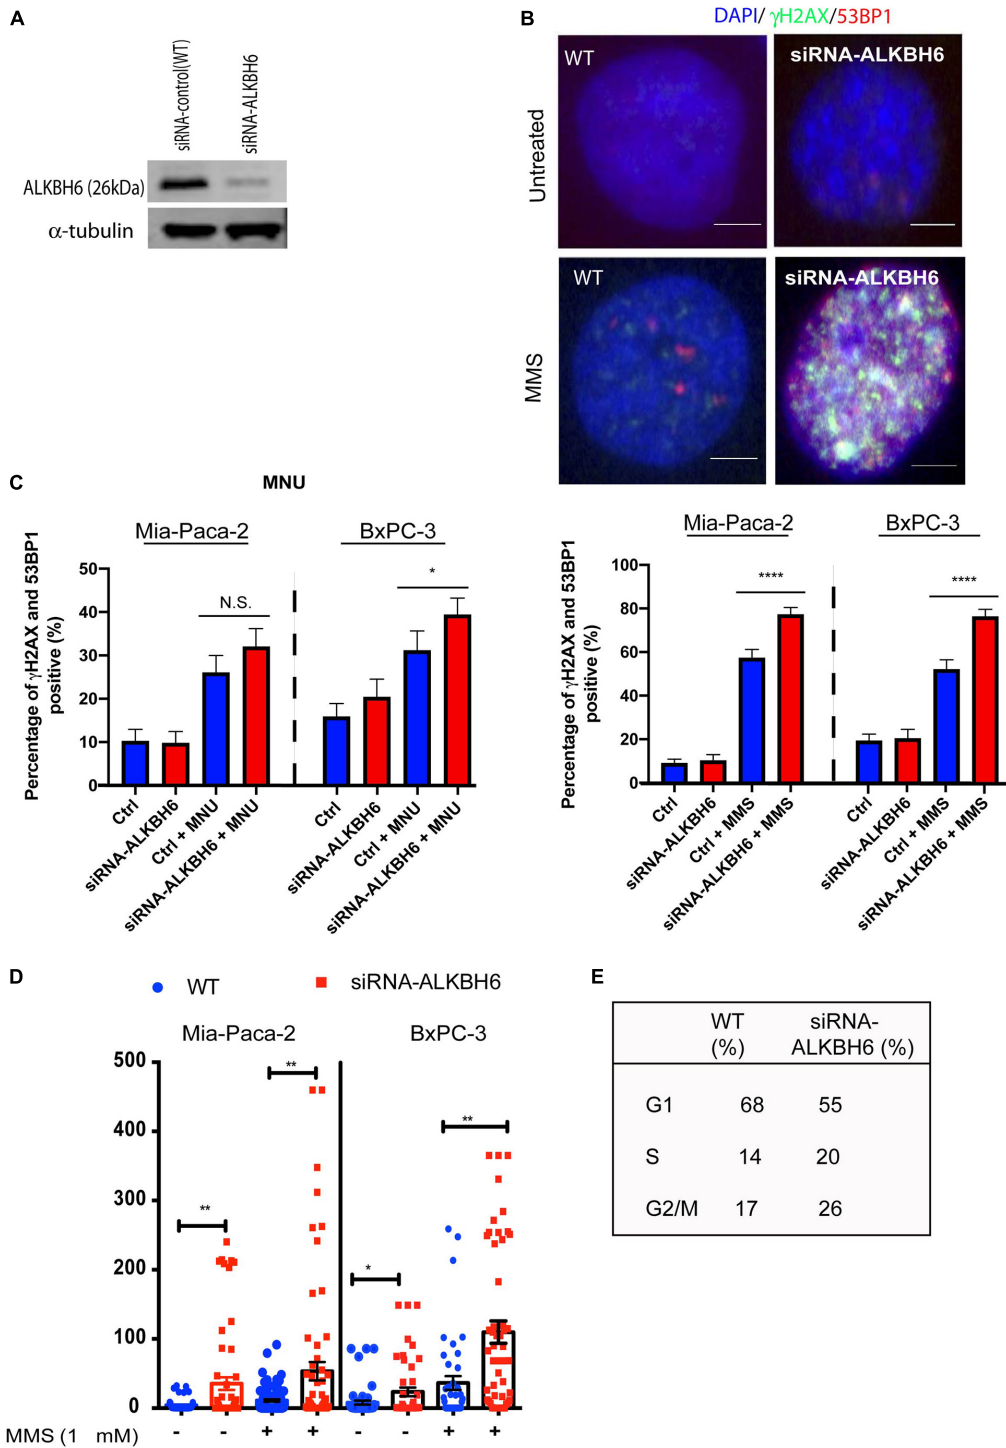 A
siRNA-control(WT)
siRNA-ALKBH6
ALKBH6 (26kDa)
α-tubulin
B
DAPI/ γH2AX/53BP1
Untreated
WT
siRNA-ALKBH6
MMS
WT
siRNA-ALKBH6
C
MNU
Mia-Paca-2
BxPC-3
Percentage of γH2AX and 53BP1
positive (%)
50
40
30
20
10
0
N.S.
*
Ctrl
siRNA-ALKBH6
Ctrl + MNU
siRNA-ALKBH6 + MNU
Ctrl
siRNA-ALKBH6
Ctrl + MNU
siRNA-ALKBH6 + MNU
Mia-Paca-2
BxPC-3
Percentage of γH2AX and 53BP1
positive (%)
100
80
60
40
20
0
****
****
Ctrl
siRNA-ALKBH6
Ctrl + MMS
siRNA-ALKBH6 + MMS
Ctrl
siRNA-ALKBH6
Ctrl + MMS
siRNA-ALKBH6 + MMS
D
WT
siRNA-ALKBH6
Mia-Paca-2
BxPC-3
500
400
300
200
100
0
**
**
*
**
MMS (1 mM)
- - + + - - + +
E
WT (%)
siRNA-ALKBH6 (%)
G1 68 55
S 14 20
G2/M 17 26